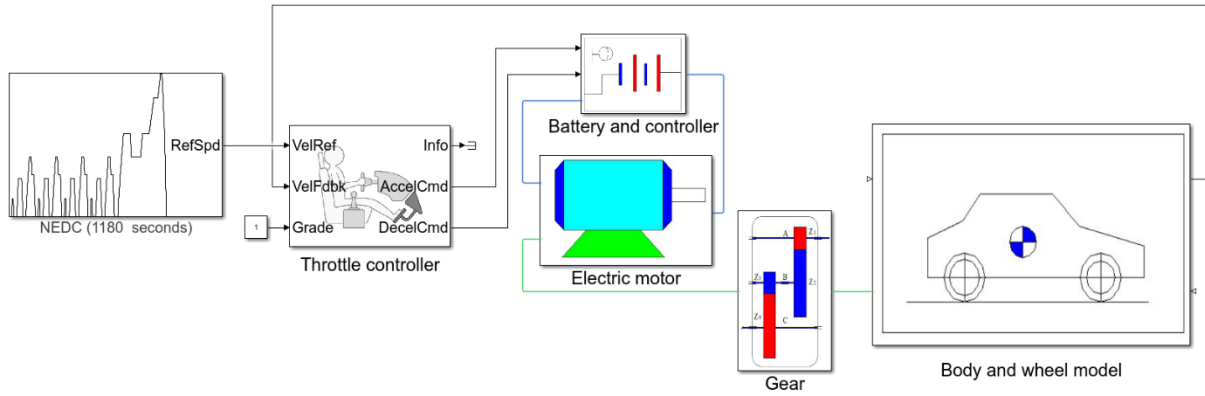 RefSpd
NEDC (1180 seconds)
VelRef
Info
VelFdbk
AccelCmd
1
Grade
DecelCmd
Throttle controller
Battery and controller
Electric motor
A
Z₁
Z₃
B
Z₂
Z₄
C
Gear
Body and wheel model